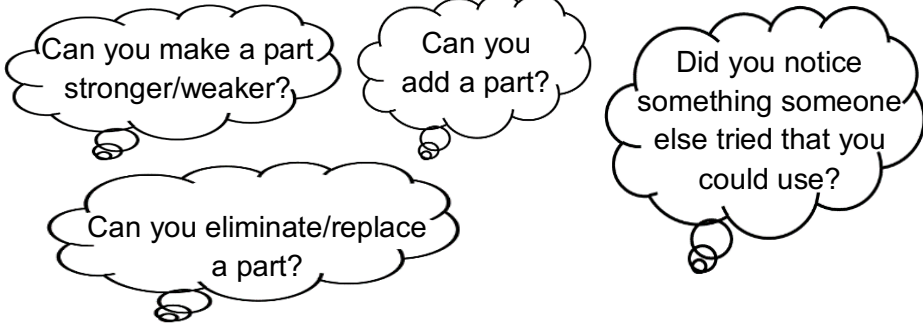 Can you make a part
stronger/weaker?
Can you
add a part?
Did you notice
something someone
else tried that you
could use?
Can you eliminate/replace
a part?